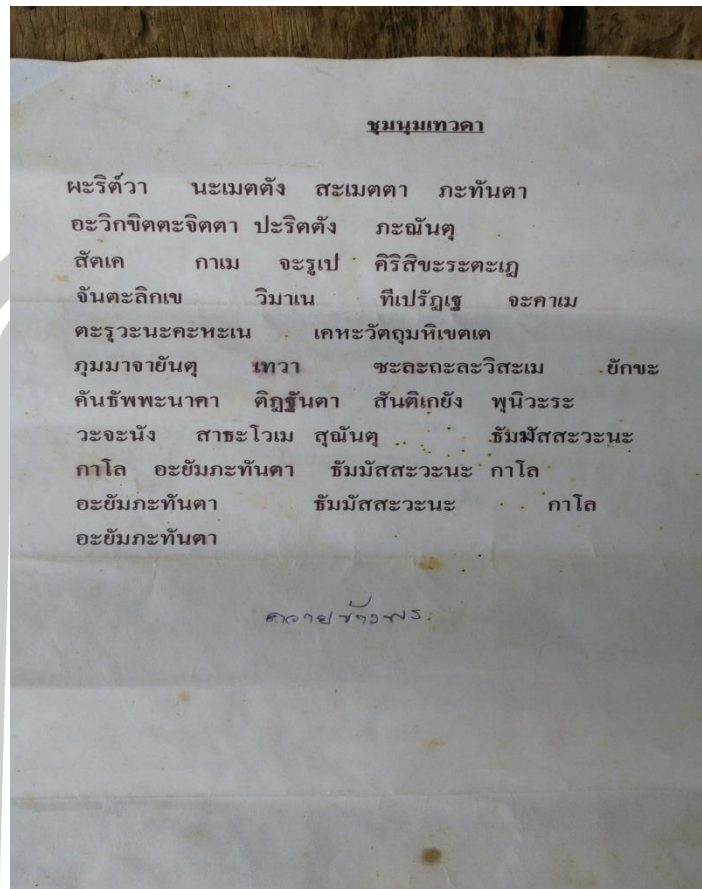 ชุมนุมเทวดา
ผะริต์วา นะเมตตัง สะเมตตา ภะทันตา
อะวิกขิตตะจิตตา ปะริตตัง ภะณันตุ
สัตเค กาเม จะรูเป คิริสิขะระตะเฎ
จันตะลิกเข วิมาเน ทีเปรัฏเฐ จะคาเม
ตะรุวะนะคะหะเน เคหะวัตถุมหิเขตเต
ภุมมาจายันตุ เทวา ซะละถะละวิสะเม ยักขะ
คันธัพพะนาคา ติฎฐันตา สันติเกยัง พุนิวะระ
วะจะนัง สาธะโวเม สุณันตุ ธัมมัสสะวะนะ
กาโล อะยัมภะทันตา ธัมมัสสะวะนะ กาโล
อะยัมภะทันตา ธัมมัสสะวะนะ กาโล
อะยัมภะทันตา
ถวายข้าวพระ